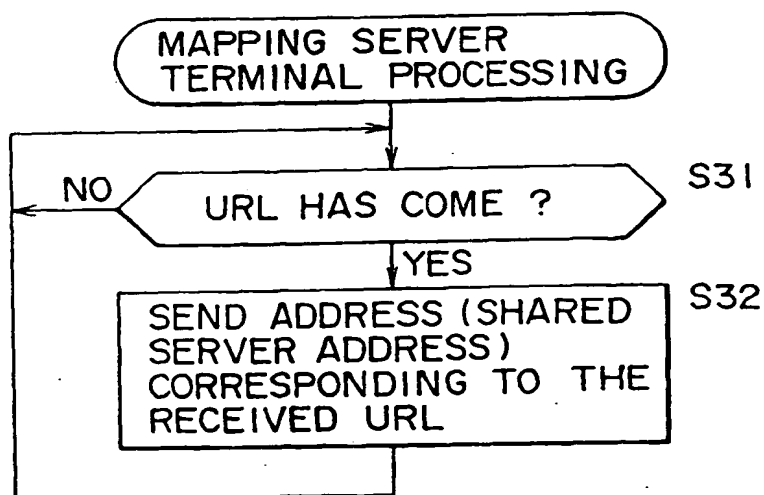 MAPPING SERVER
TERMINAL PROCESSING
NO
URL HAS COME ?
S31
YES
S32
SEND ADDRESS (SHARED
SERVER ADDRESS)
CORRESPONDING TO THE
RECEIVED URL